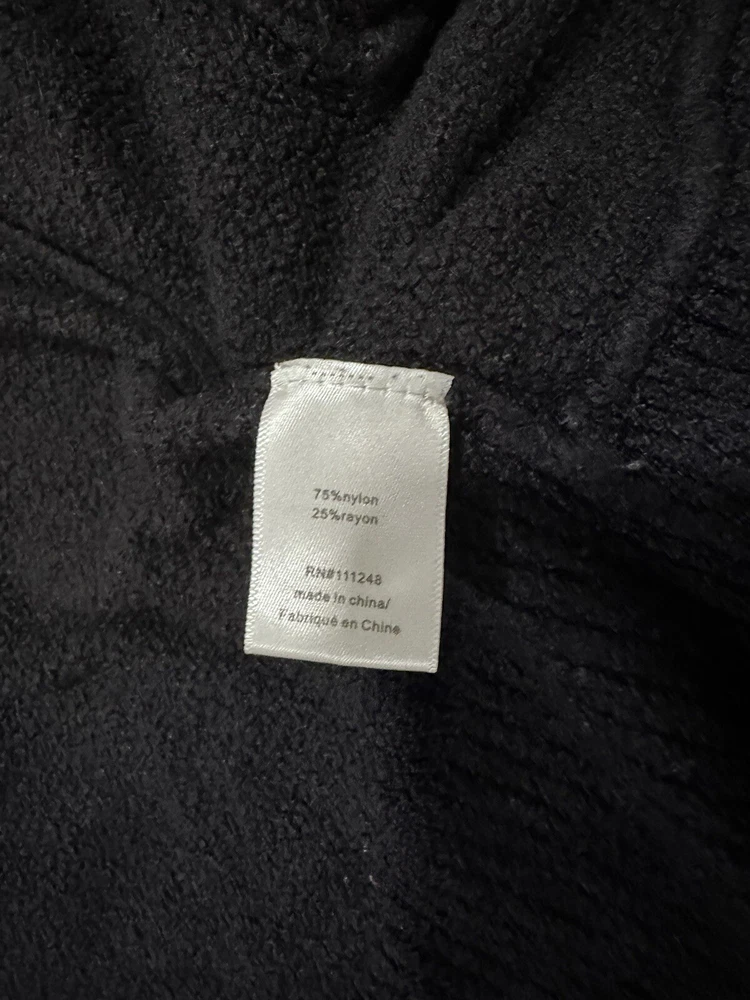 75%nylon
25%rayon
RN#111248
made in china/
Fabriqué en Chine